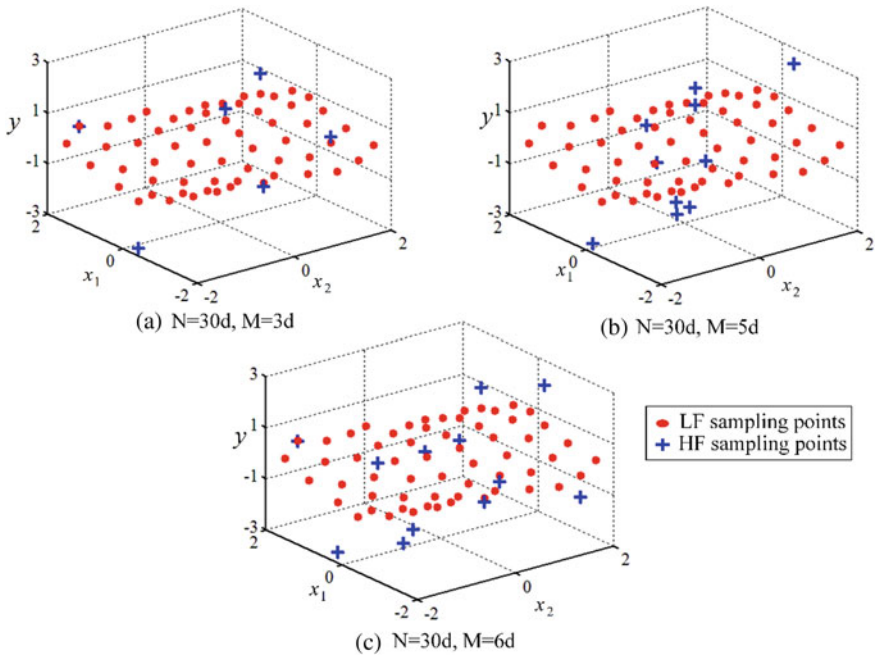 3
1
y
-1
-3
2
x1
0
-2
-2
0
x2
2
(a) N=30d, M=3d
3
1
y
-1
-3
2
x1
0
-2
-2
0
x2
2
(b) N=30d, M=5d
3
1
y
-1
-3
2
x1
0
-2
-2
0
x2
2
(c) N=30d, M=6d
LF sampling points
HF sampling points